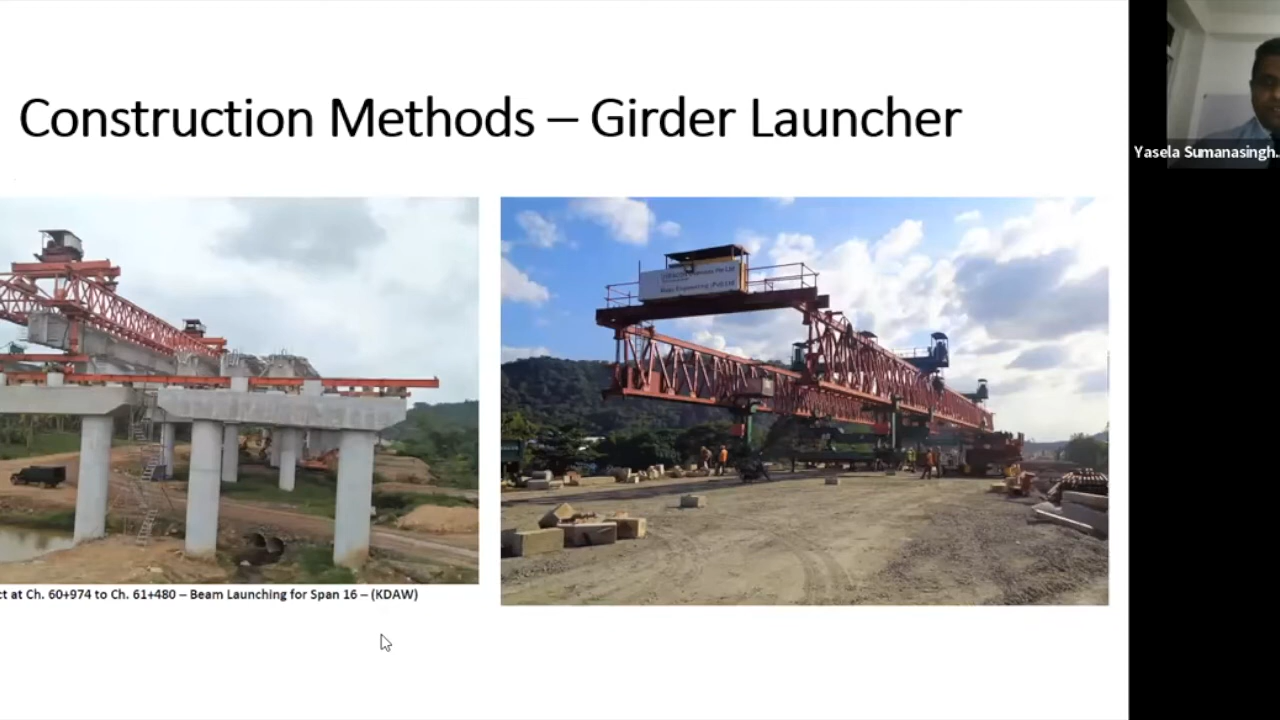 Construction Methods – Girder Launcher
Yasela Sumanasingh...
ct at Ch. 60+974 to Ch. 61+480 – Beam Launching for Span 16 – (KDAW)